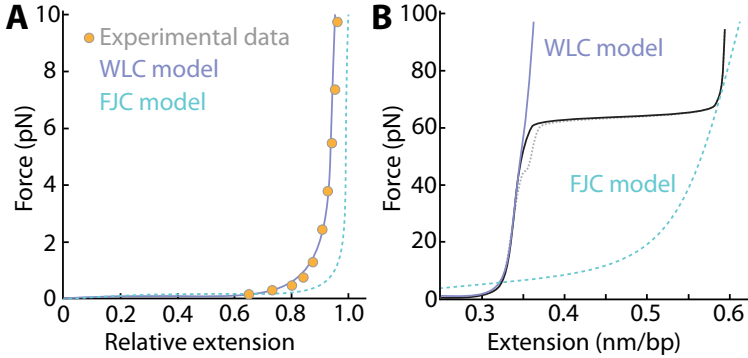 A
10
8
6
4
2
0
Force (pN)
Experimental data
WLC model
FJC model
0 0.2 0.4 0.6 0.8 1.0
Relative extension
B
100
80
60
40
20
0
Force (pN)
WLC model
FJC model
0.3 0.4 0.5 0.6
Extension (nm/bp)